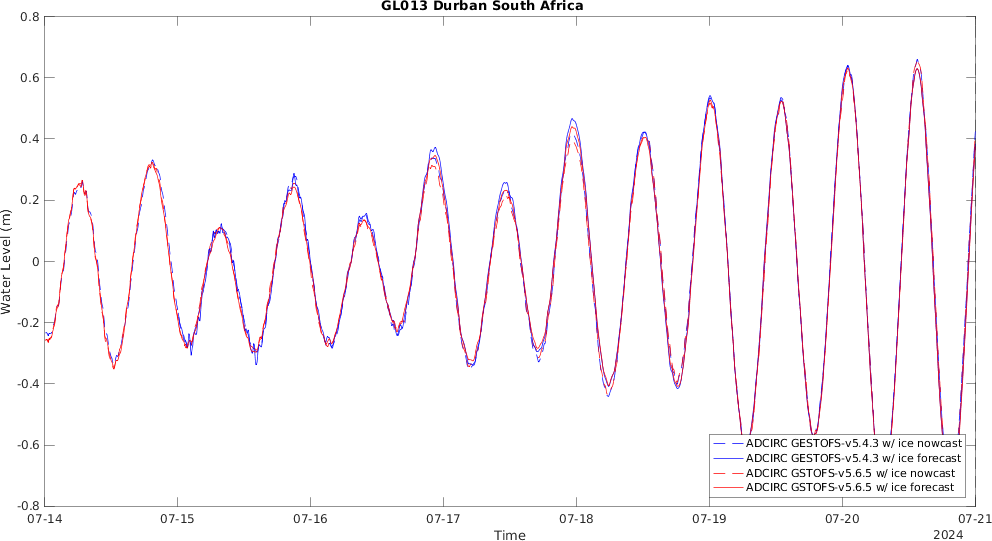 GL013 Durban South Africa
0.8
0.6
0.4
0.2
0
-0.2
-0.4
-0.6
-0.8
Water Level (m)
ADCIRC GESTOFS-v5.4.3 w/ ice nowcast
ADCIRC GESTOFS-v5.4.3 w/ ice forecast
ADCIRC GSTOFS-v5.6.5 w/ ice nowcast
ADCIRC GSTOFS-v5.6.5 w/ ice forecast
07-14 07-15 07-16 07-17 07-18 07-19 07-20 07-21
Time
2024